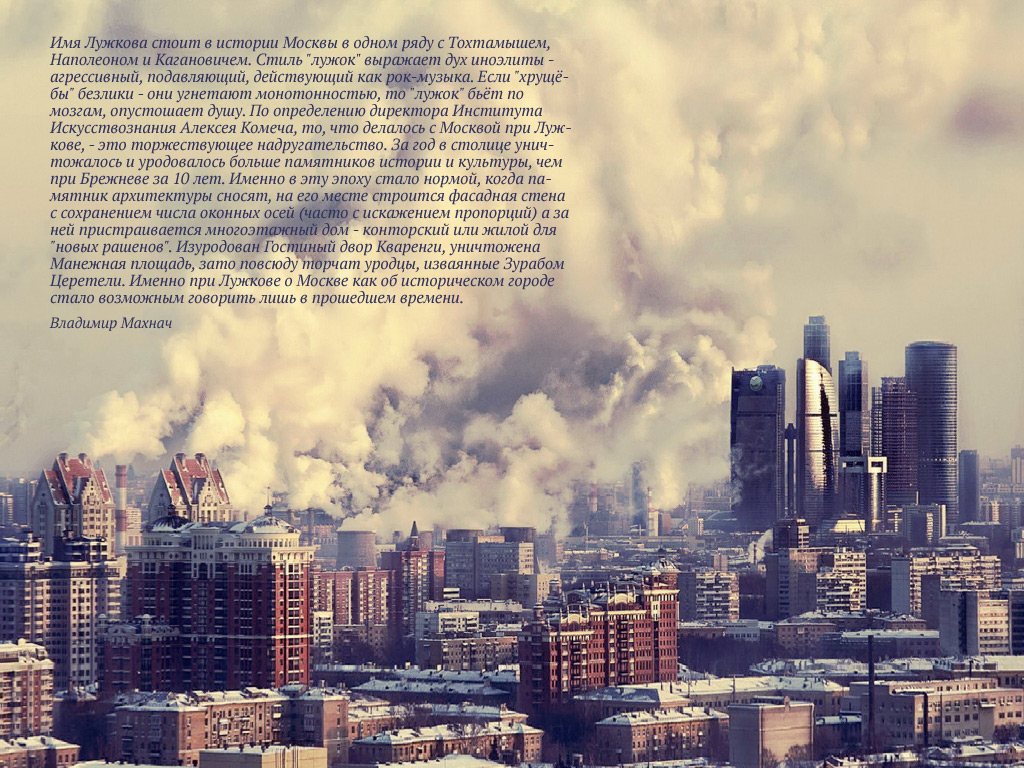 Имя Лужкова стоит в истории Москвы в одном ряду с Тохтамышем,
Наполеоном и Кагановичем. Стиль "лужок" выражает дух иноэлиты -
агрессивный, подавляющий, действующий как рок-музыка. Если "хрущё-
бы" безлики - они угнетают монотонностью, то "лужок" бьёт по
мозгам, опустошает душу. По определению директора Института
Искусствознания Алексея Комеча, то, что делалось с Москвой при Луж-
кове, - это торжествующее надругательство. За год в столице унич-
тожалось и уродовалось больше памятников истории и культуры, чем
при Брежневе за 10 лет. Именно в эту эпоху стало нормой, когда па-
мятник архитектуры сносят, на его месте строится фасадная стена
с сохранением числа оконных осей (часто с искажением пропорций) а за
ней пристраивается многоэтажный дом - конторский или жилой для
"новых рашенов". Изуродован Гостиный двор Кваренги, уничтожена
Манежная площадь, зато повсюду торчат уродцы, изваянные Зурабом
Церетели. Именно при Лужкове о Москве как об историческом городе
стало возможным говорить лишь в прошедшем времени.
Владимир Махнач